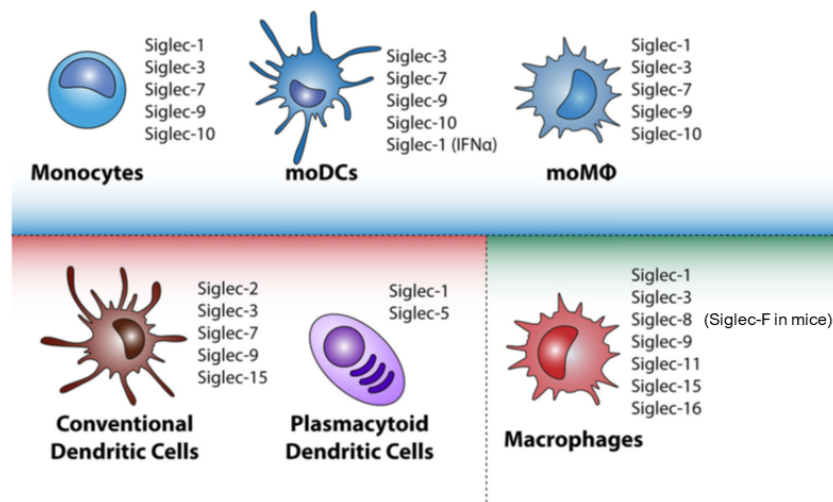 Siglec-1
Siglec-3
Siglec-7
Siglec-9
Siglec-10
Monocytes
Siglec-3
Siglec-7
Siglec-9
Siglec-10
Siglec-1 (IFNα)
moDCs
Siglec-1
Siglec-3
Siglec-7
Siglec-9
Siglec-10
moMΦ
Siglec-2
Siglec-3
Siglec-7
Siglec-9
Siglec-15
Conventional
Dendritic Cells
Siglec-1
Siglec-5
Plasmacytoid
Dendritic Cells
Siglec-1
Siglec-3
Siglec-8 (Siglec-F in mice)
Siglec-9
Siglec-11
Siglec-15
Siglec-16
Macrophages